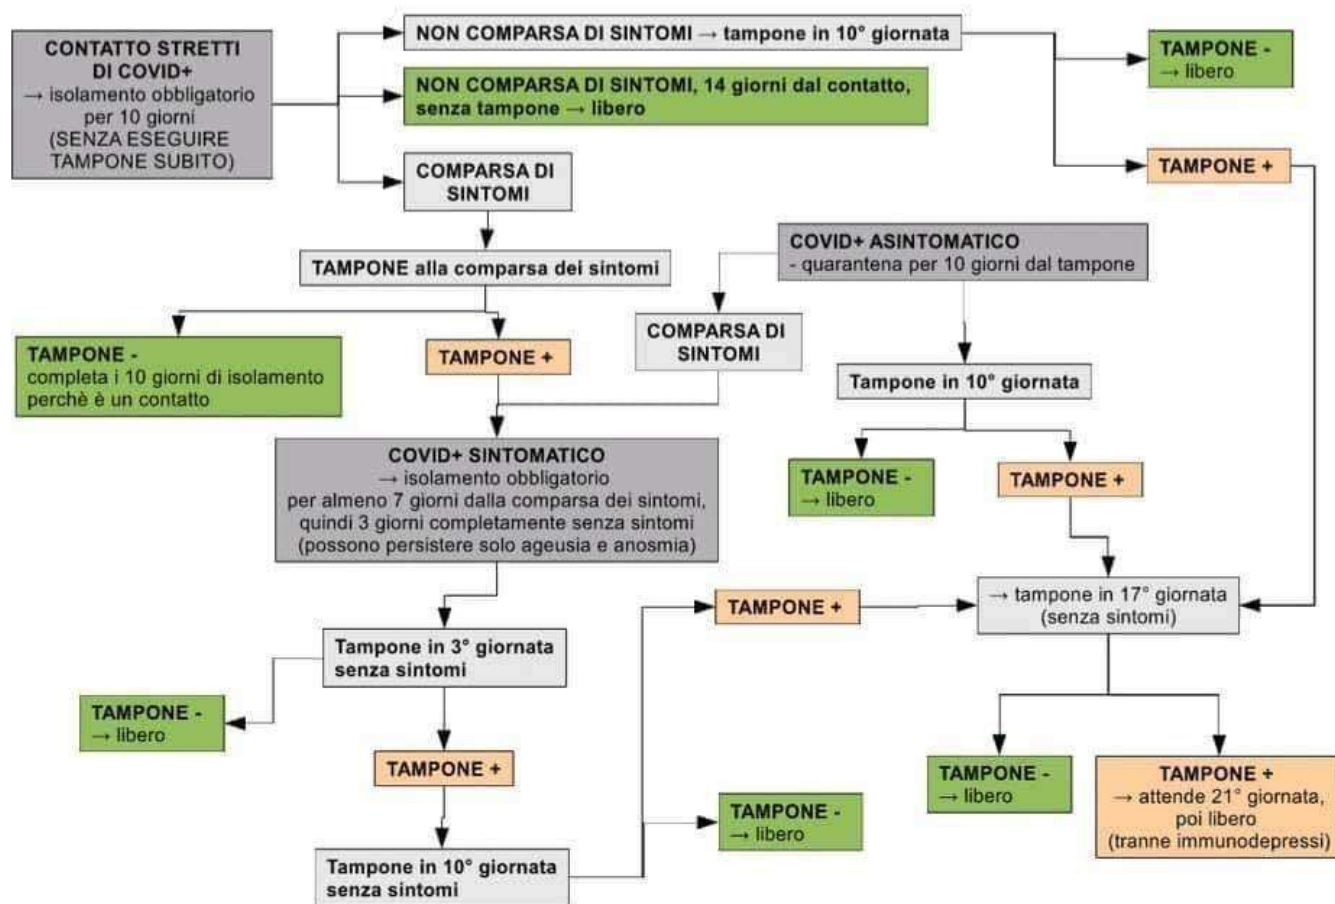 CONTATTO STRETTI
DI COVID+
→ isolamento obbligatorio
per 10 giorni
(SENZA ESEGUIRE
TAMPONE SUBITO)
NON COMPARSA DI SINTOMI → tampone in 10° giornata
TAMPONE -
→ libero
NON COMPARSA DI SINTOMI, 14 giorni dal contatto,
senza tampone → libero
TAMPONE +
COMPARSA DI
SINTOMI
TAMPONE alla comparsa dei sintomi
COVID+ ASINTOMATICO
- quarantena per 10 giorni dal tampone
COMPARSA DI
SINTOMI
TAMPONE -
completa i 10 giorni di isolamento
perchè è un contatto
TAMPONE +
Tampone in 10° giornata
COVID+ SINTOMATICO
→ isolamento obbligatorio
per almeno 7 giorni dalla comparsa dei sintomi,
quindi 3 giorni completamente senza sintomi
(possono persistere solo ageusia e anosmia)
TAMPONE -
→ libero
TAMPONE +
TAMPONE +
→ tampone in 17° giornata
(senza sintomi)
Tampone in 3° giornata
senza sintomi
TAMPONE -
→ libero
TAMPONE +
TAMPONE -
→ libero
TAMPONE +
→ attende 21° giornata,
poi libero
(tranne immunodepressi)
TAMPONE -
→ libero
Tampone in 10° giornata
senza sintomi